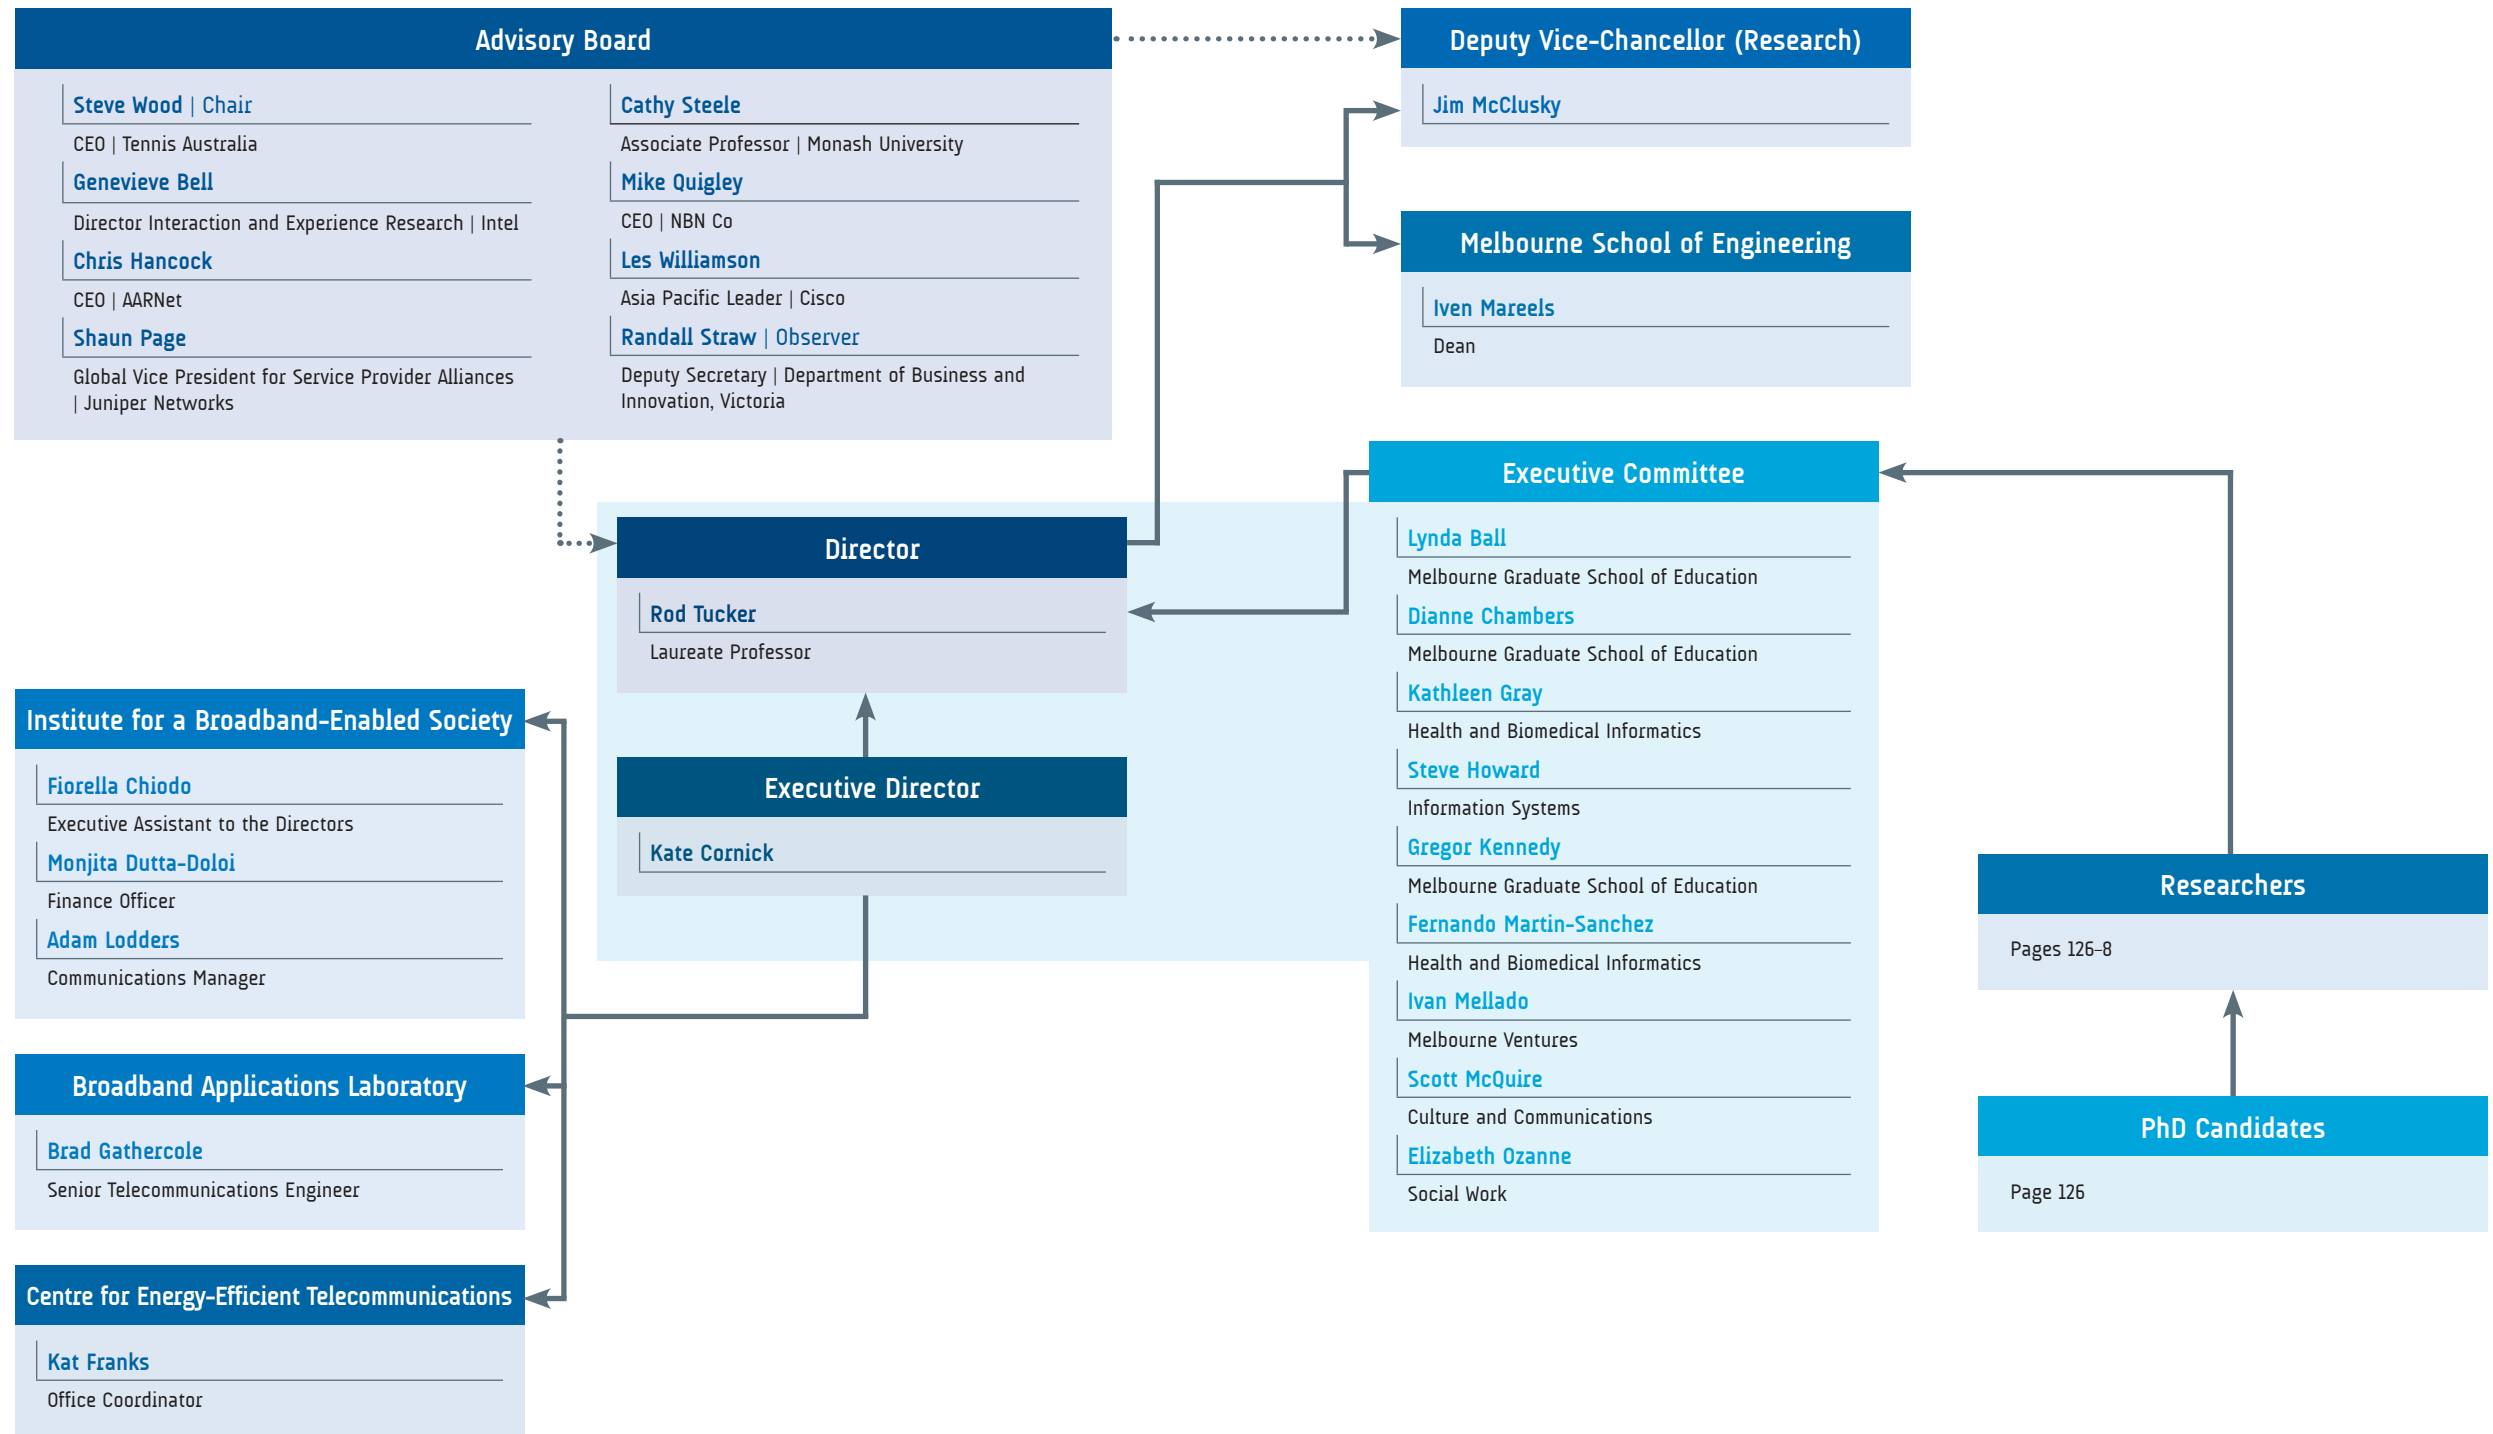 Advisory Board
Steve Wood | Chair
CEO | Tennis Australia
Genevieve Bell
Director Interaction and Experience Research | Intel
Chris Hancock
CEO | AARNet
Shaun Page
Global Vice President for Service Provider Alliances
| Juniper Networks
Cathy Steele
Associate Professor | Monash University
Mike Quigley
CEO | NBN Co
Les Williamson
Asia Pacific Leader | Cisco
Randall Straw | Observer
Deputy Secretary | Department of Business and
Innovation, Victoria
Deputy Vice-Chancellor (Research)
Jim McClusky
Melbourne School of Engineering
Iven Mareels
Dean
Director
Rod Tucker
Laureate Professor
Executive Director
Kate Cornick
Executive Committee
Lynda Ball
Melbourne Graduate School of Education
Dianne Chambers
Melbourne Graduate School of Education
Kathleen Gray
Health and Biomedical Informatics
Steve Howard
Information Systems
Gregor Kennedy
Melbourne Graduate School of Education
Fernando Martin-Sanchez
Health and Biomedical Informatics
Ivan Mellado
Melbourne Ventures
Scott McQuire
Culture and Communications
Elizabeth Ozanne
Social Work
Institute for a Broadband-Enabled Society
Fiorella Chiodo
Executive Assistant to the Directors
Monjita Dutta-Doloi
Finance Officer
Adam Lodders
Communications Manager
Broadband Applications Laboratory
Brad Gathercole
Senior Telecommunications Engineer
Centre for Energy-Efficient Telecommunications
Kat Franks
Office Coordinator
Researchers
Pages 126–8
PhD Candidates
Page 126